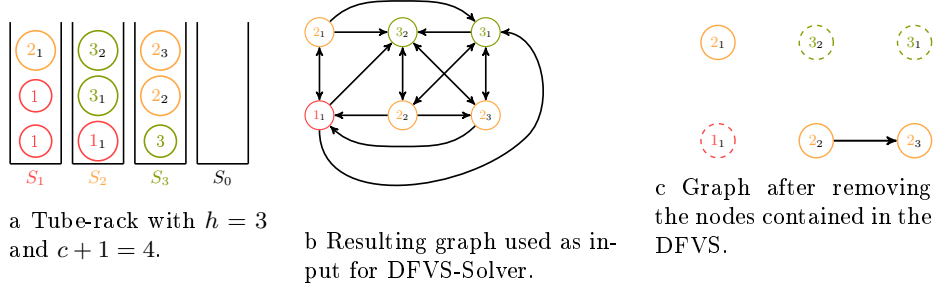 2₁ 3₂ 2₃
1 3₁ 2₂
1 1₁ 3
S₁ S₂ S₃ S₀
a Tube-rack with h = 3
and c + 1 = 4.
2₁ 3₂ 3₁
1₁ 2₂ 2₃
b Resulting graph used as in-
put for DFVS-Solver.
2₁ 3₂ 3₁
1₁ 2₂ 2₃
c Graph after removing
the nodes contained in the
DFVS.